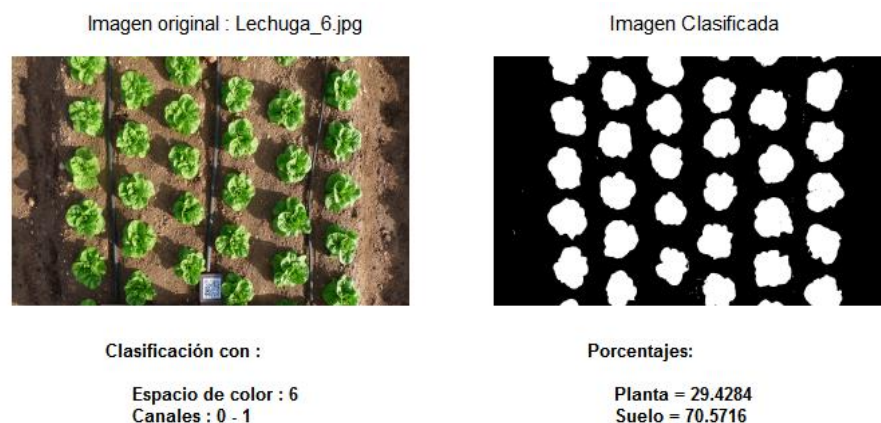 Imagen original : Lechuga_6.jpg
Imagen Clasificada
Clasificación con :
Espacio de color : 6
Canales : 0 - 1
Porcentajes:
Planta = 29.4284
Suelo = 70.5716